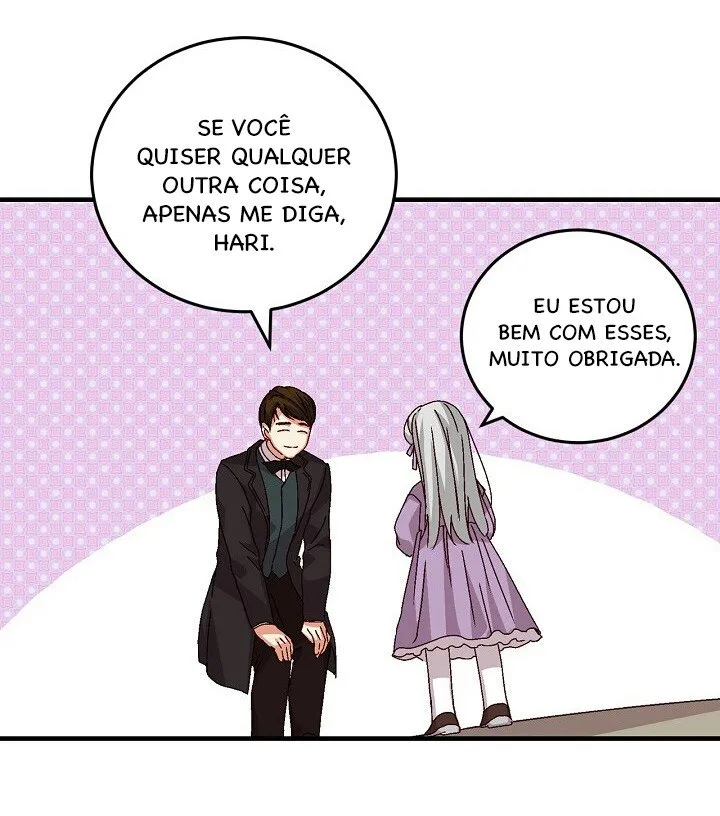 SE VOCÊ
QUISER QUALQUER
OUTRA COISA,
APENAS ME DIGA,
HARI.
EU ESTOU
BEM COM ESSES,
MUITO OBRIGADA.